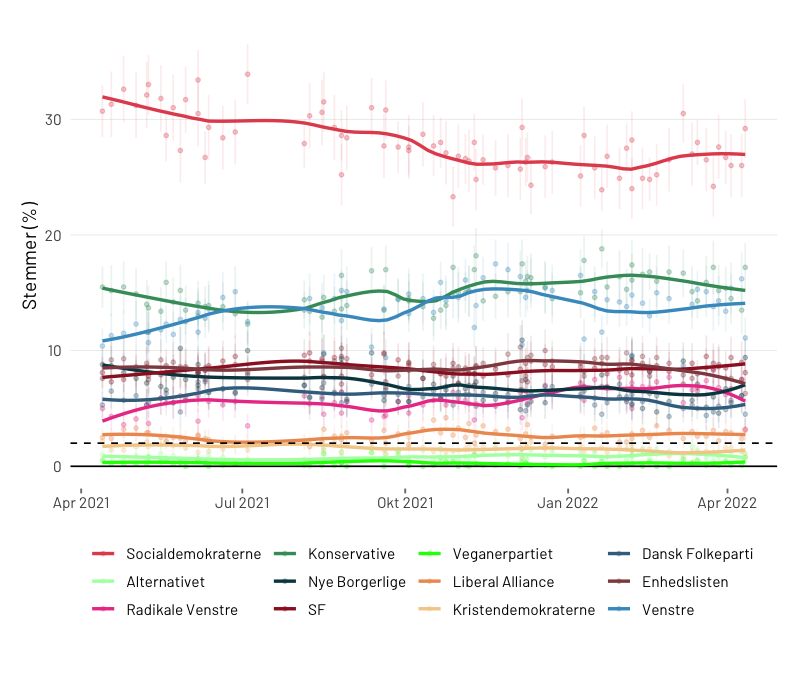 Stemmer(%)
30
20
10
0
Apr 2021
Jul 2021
Okt 2021
Jan 2022
Apr 2022
Socialdemokraterne
Konservative
Veganerpartiet
Dansk Folkeparti
Alternativet
Nye Borgerlige
Liberal Alliance
Enhedslisten
Radikale Venstre
SF
Kristendemokraterne
Venstre